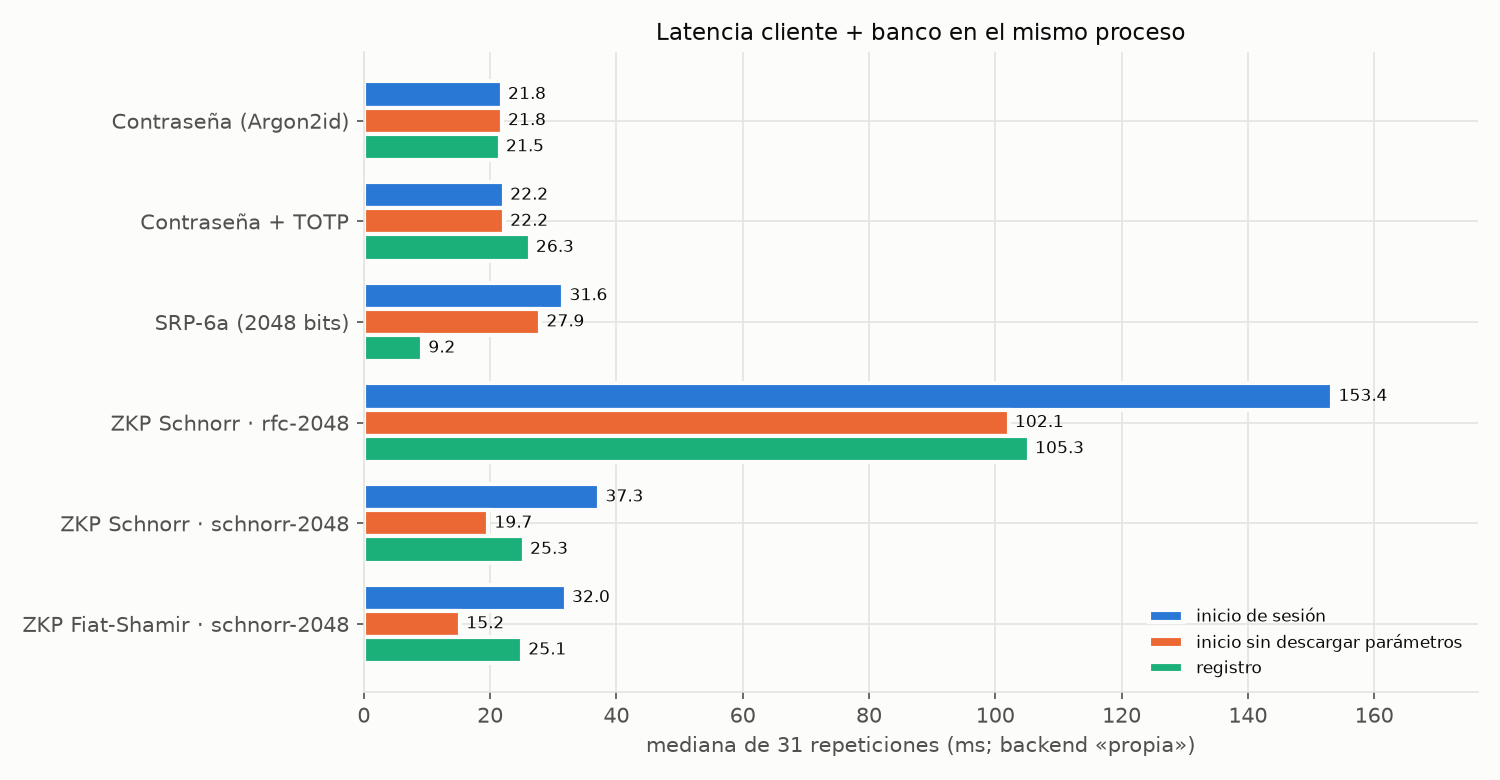 Latencia cliente + banco en el mismo proceso
Contraseña (Argon2id)
21.8
21.8
21.5
Contraseña + TOTP
22.2
22.2
26.3
SRP-6a (2048 bits)
31.6
27.9
9.2
ZKP Schnorr · rfc-2048
153.4
102.1
105.3
ZKP Schnorr · schnorr-2048
37.3
19.7
25.3
ZKP Fiat-Shamir · schnorr-2048
32.0
15.2
25.1
inicio de sesión
inicio sin descargar parámetros
registro
0 20 40 60 80 100 120 140 160
mediana de 31 repeticiones (ms; backend «propia»)